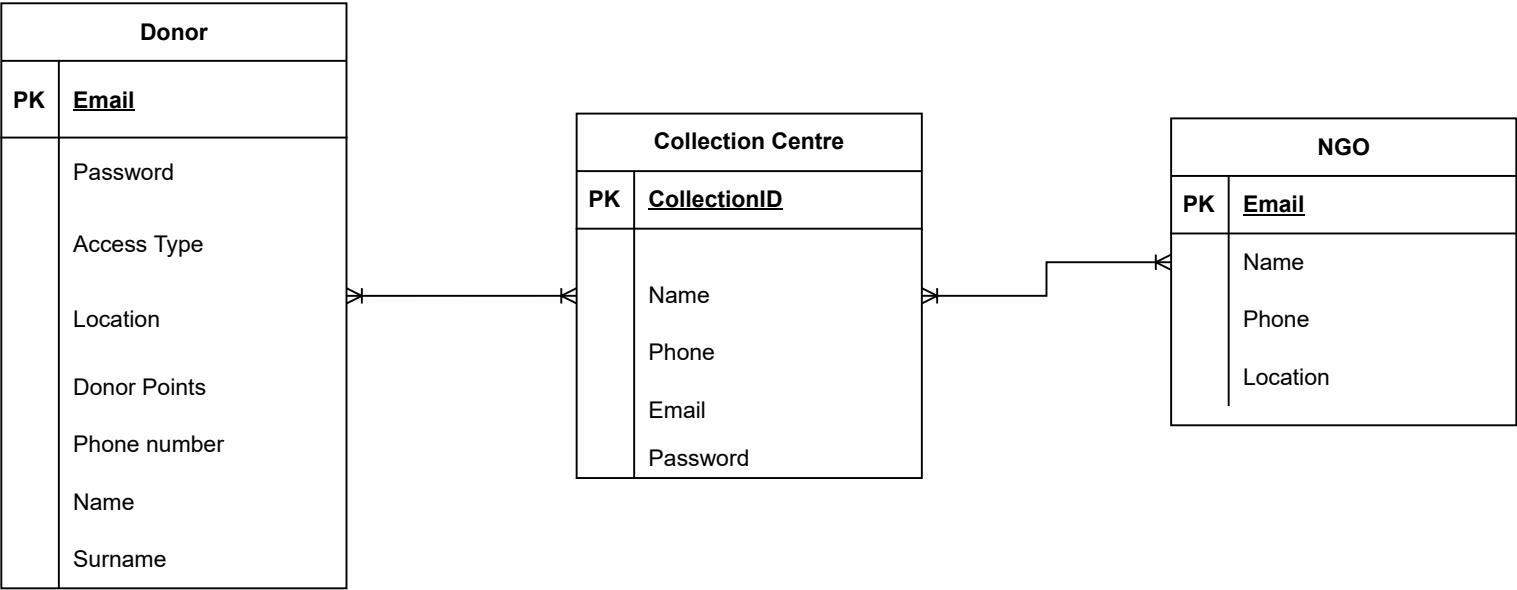 Donor
PK Email
Password
Access Type
Location
Donor Points
Phone number
Name
Surname
Collection Centre
PK CollectionID
Name
Phone
Email
Password
NGO
PK Email
Name
Phone
Location